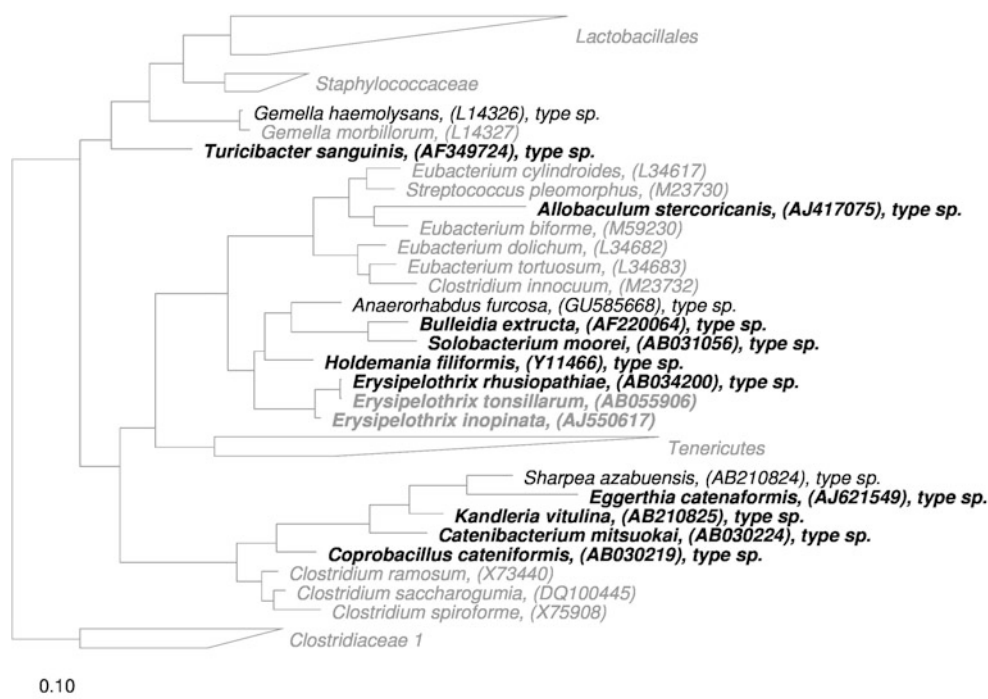 Lactobacillales
Staphylococcaceae
Gemella haemolysans, (L14326), type sp.
Gemella morbillorum, (L14327)
Turicibacter sanguinis, (AF349724), type sp.
Eubacterium cylindroides, (L34617)
Streptococcus pleomorphus, (M23730)
Allobaculum stercoricanis, (AJ417075), type sp.
Eubacterium biforme, (M59230)
Eubacterium dolichum, (L34682)
Eubacterium tortuosum, (L34683)
Clostridium innocuum, (M23732)
Anaerorhabdus furcosa, (GU585668), type sp.
Bulleidia extructa, (AF220064), type sp.
Solobacterium moorei, (AB031056), type sp.
Holdemania filiformis, (Y11466), type sp.
Erysipelothrix rhusiopathiae, (AB034200), type sp.
Erysipelothrix tonsillarum, (AB055906)
Erysipelothrix inopinata, (AJ550617)
Tenericutes
Sharpea azabuensis, (AB210824), type sp.
Eggerthia catenaformis, (AJ621549), type sp.
Kandleria vitulina, (AB210825), type sp.
Catenibacterium mitsuokai, (AB030224), type sp.
Coprobacillus cateniformis, (AB030219), type sp.
Clostridium ramosum, (X73440)
Clostridium saccharogumia, (DQ100445)
Clostridium spiroforme, (X75908)
Clostridiaceae 1
0.10